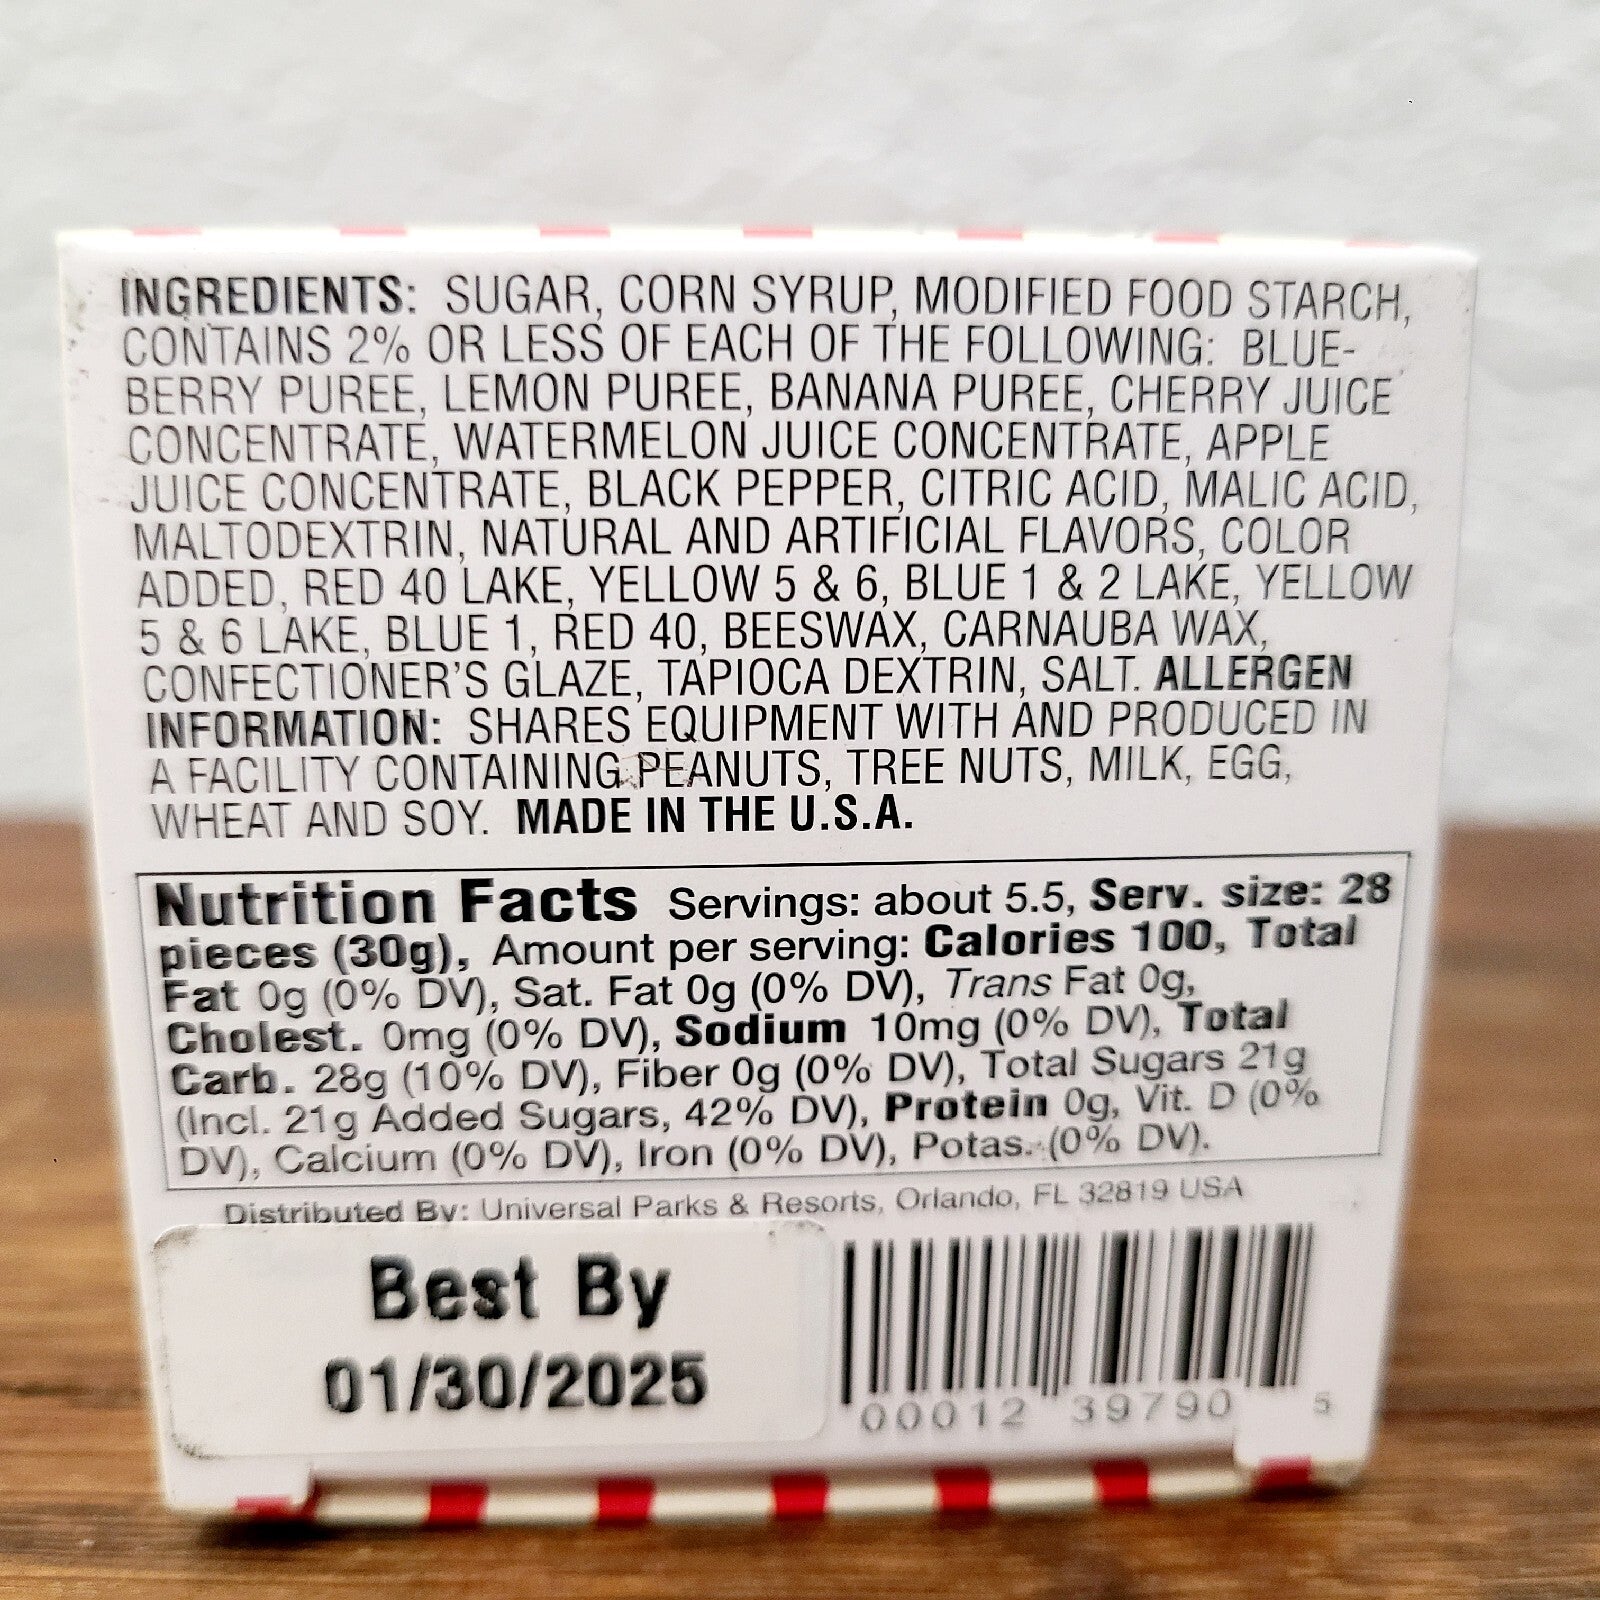 INGREDIENTS: SUGAR, CORN SYRUP, MODIFIED FOOD STARCH,
CONTAINS 2% OR LESS OF EACH OF THE FOLLOWING: BLUE-
BERRY PUREE, LEMON PUREE, BANANA PUREE, CHERRY JUICE
CONCENTRATE, WATERMELON JUICE CONCENTRATE, APPLE
JUICE CONCENTRATE, BLACK PEPPER, CITRIC ACID, MALIC ACID,
MALTODEXTRIN, NATURAL AND ARTIFICIAL FLAVORS, COLOR
ADDED, RED 40 LAKE, YELLOW 5 & 6, BLUE 1 & 2 LAKE, YELLOW
5 & 6 LAKE, BLUE 1, RED 40, BEESWAX, CARNAUBA WAX,
CONFECTIONER'S GLAZE, TAPIOCA DEXTRIN, SALT. ALLERGEN
INFORMATION: SHARES EQUIPMENT WITH AND PRODUCED IN
A FACILITY CONTAINING PEANUTS, TREE NUTS, MILK, EGG,
WHEAT AND SOY. MADE IN THE U.S.A.
Nutrition Facts Servings: about 5.5, Serv. size: 28
pieces (30g), Amount per serving: Calories 100, Total
Fat 0g (0% DV), Sat. Fat 0g (0% DV), Trans Fat 0g,
Cholest. 0mg (0% DV), Sodium 10mg (0% DV), Total
Carb. 28g (10% DV), Fiber 0g (0% DV), Total Sugars 21g
(Incl. 21g Added Sugars, 42% DV), Protein 0g, Vit. D (0%
DV), Calcium (0% DV), Iron (0% DV), Potas. (0% DV).
Distributed By: Universal Parks & Resorts, Orlando, FL 32819 USA
Best By
01/30/2025
00012 39790 5